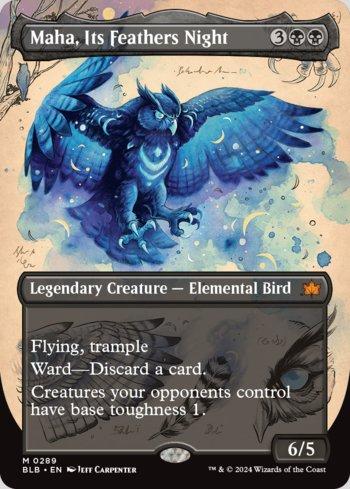 Maha, Its Feathers Night 3
Legendary Creature — Elemental Bird
Flying, trample
Ward—Discard a card.
Creatures your opponents control
have base toughness 1.
6/5
M 0289
BLB • EN Jeff Carpenter
™ & © 2024 Wizards of the Coast